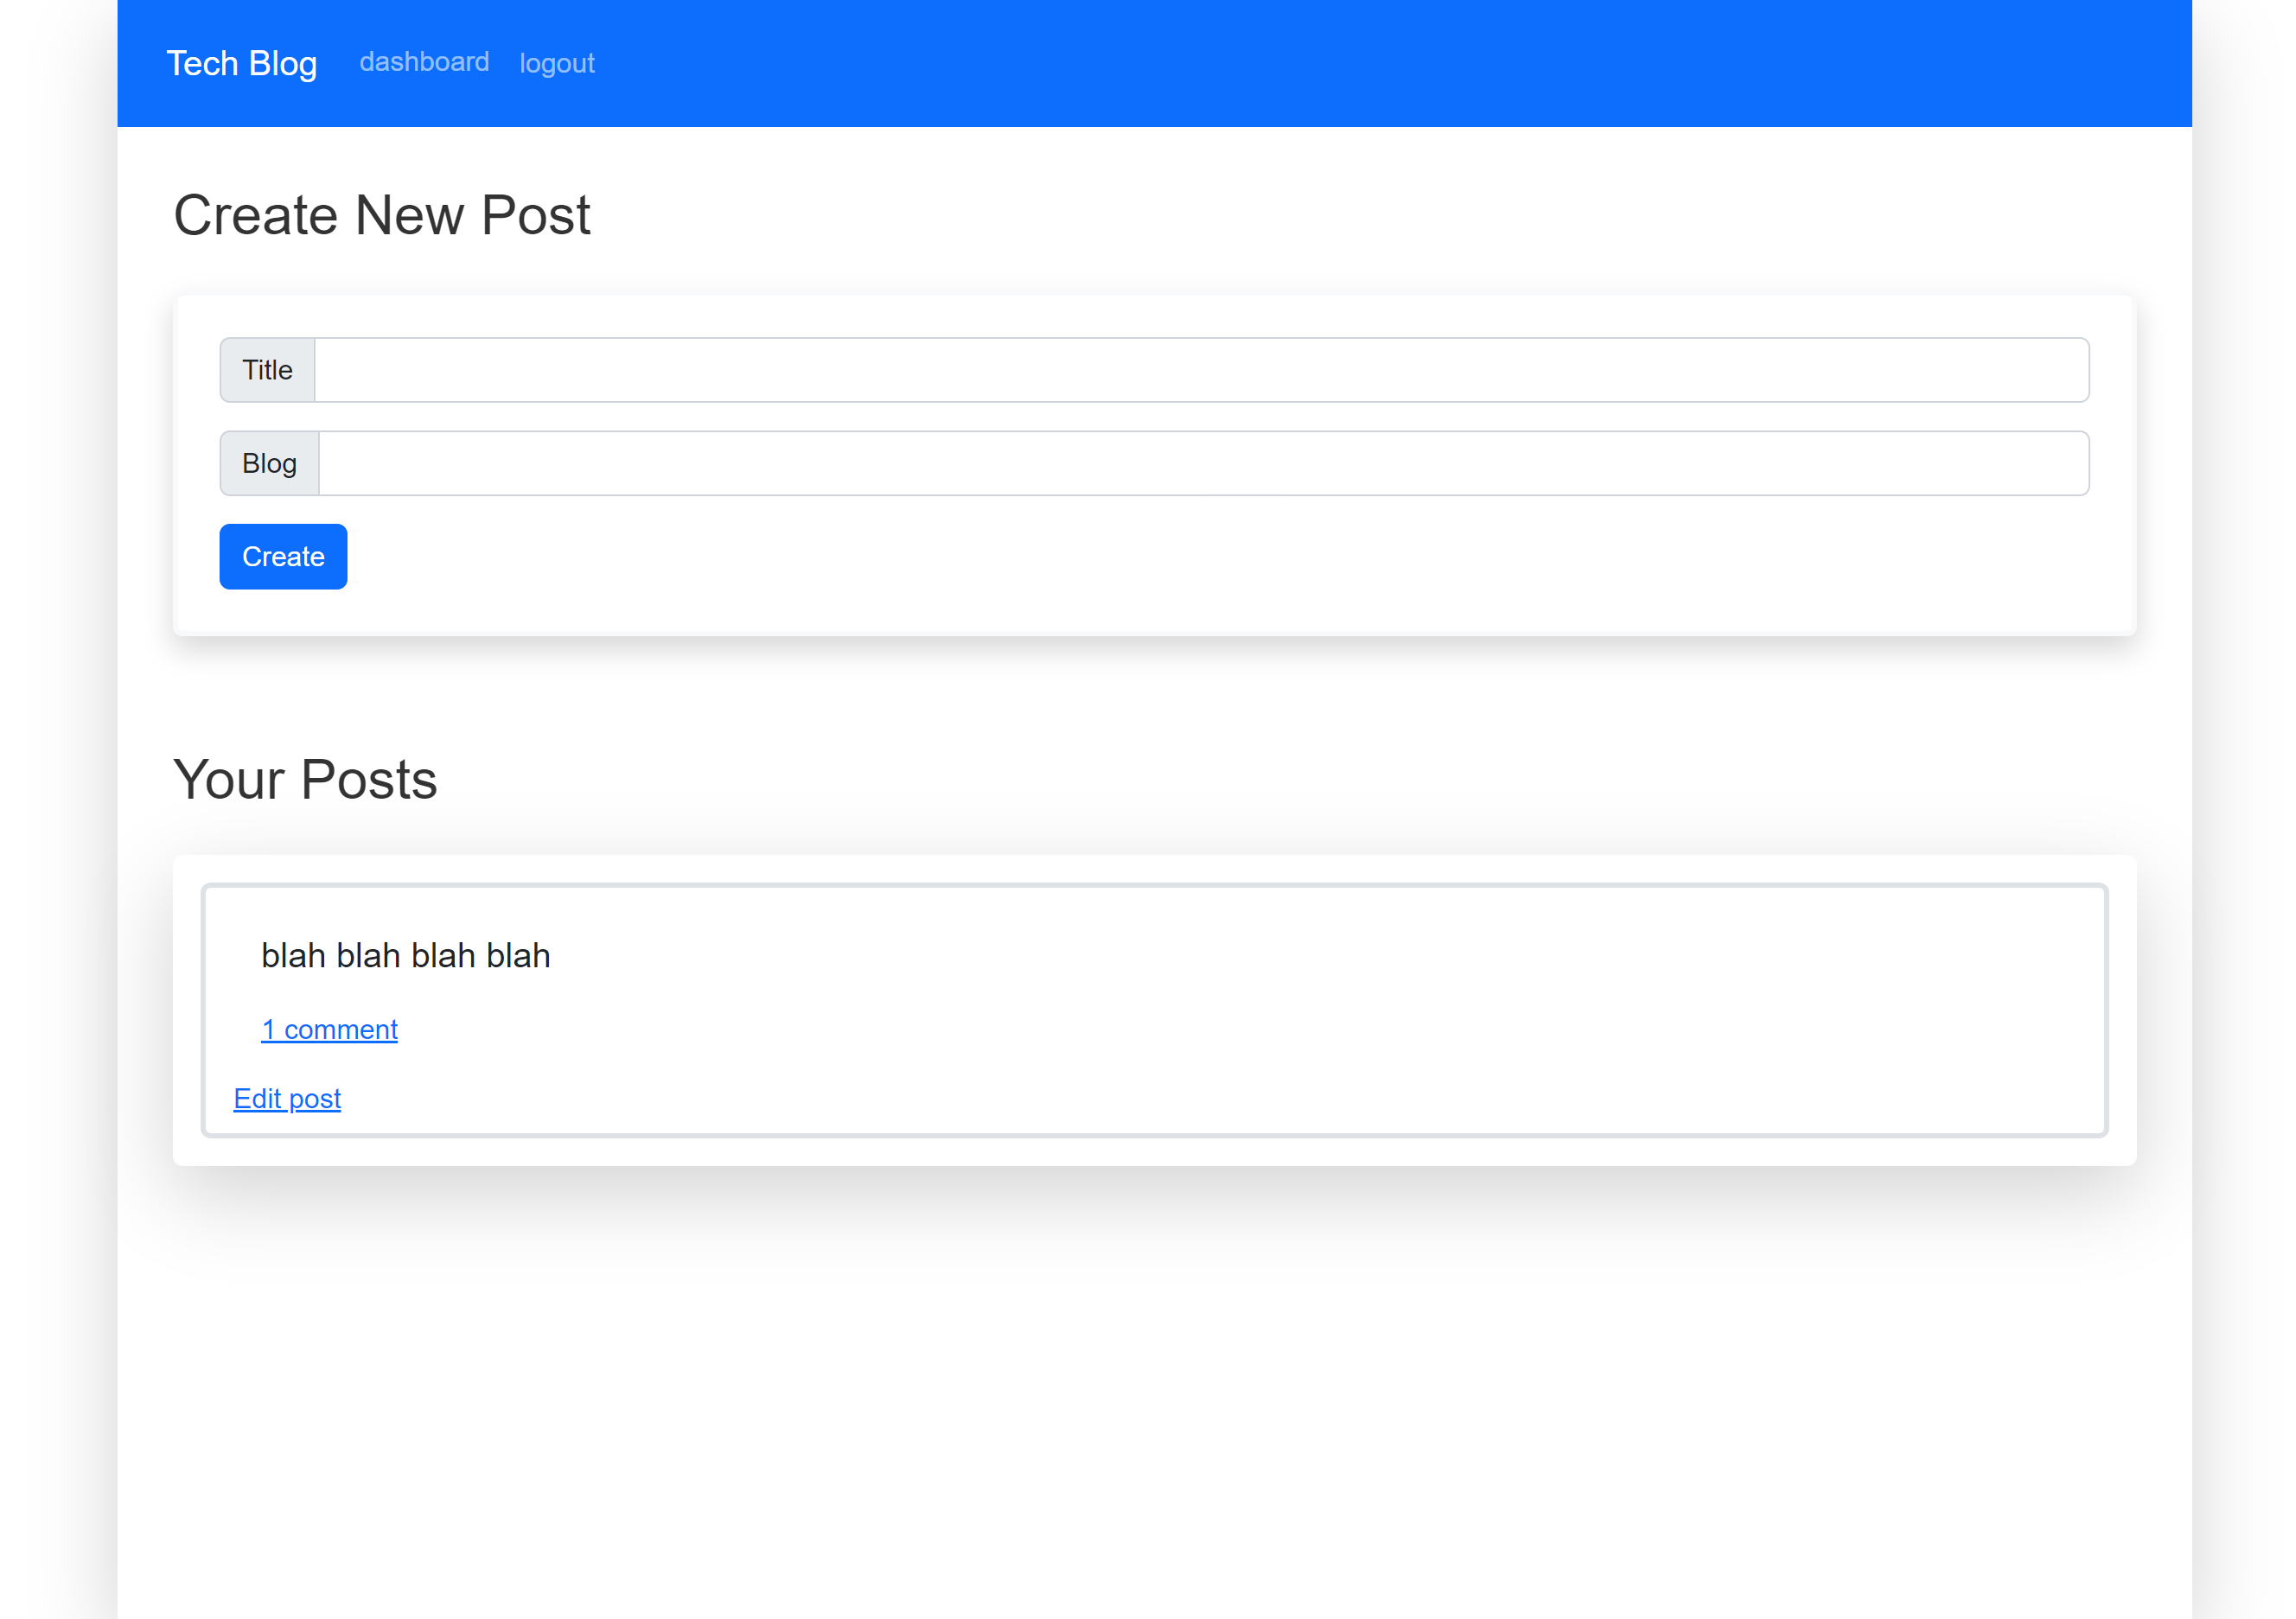 Tech Blog dashboard logout
Create New Post
Title
Blog
Create
Your Posts
blah blah blah blah
1 comment
Edit post